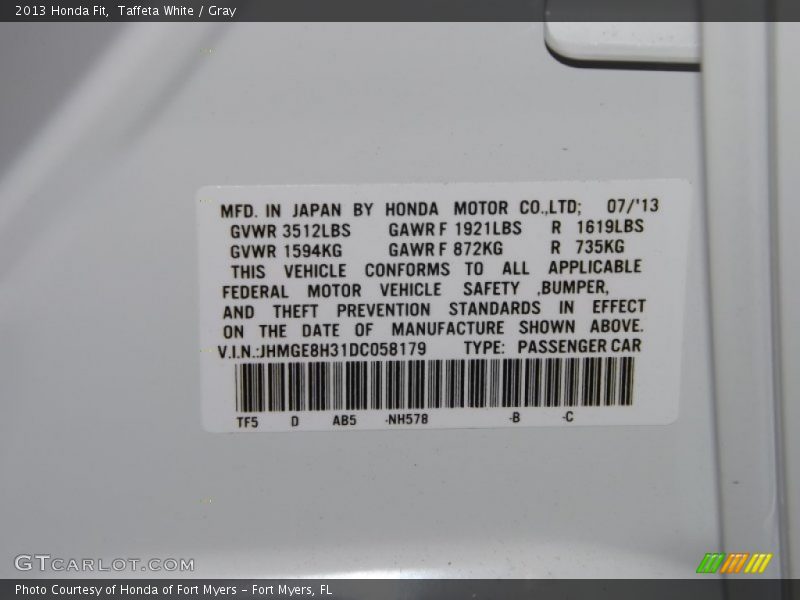 2013 Honda Fit, Taffeta White / Gray
MFD. IN JAPAN BY HONDA MOTOR CO.,LTD; 07/'13
GVWR 3512LBS GAWR F 1921LBS R 1619LBS
GVWR 1594KG GAWR F 872KG R 735KG
THIS VEHICLE CONFORMS TO ALL APPLICABLE
FEDERAL MOTOR VEHICLE SAFETY ,BUMPER,
AND THEFT PREVENTION STANDARDS IN EFFECT
ON THE DATE OF MANUFACTURE SHOWN ABOVE.
V.I.N.:JHMGE8H31DC058179 TYPE: PASSENGER CAR
TF5 D AB5 -NH578 -B -C
GTCARLOT.COM
Photo Courtesy of Honda of Fort Myers – Fort Myers, FL